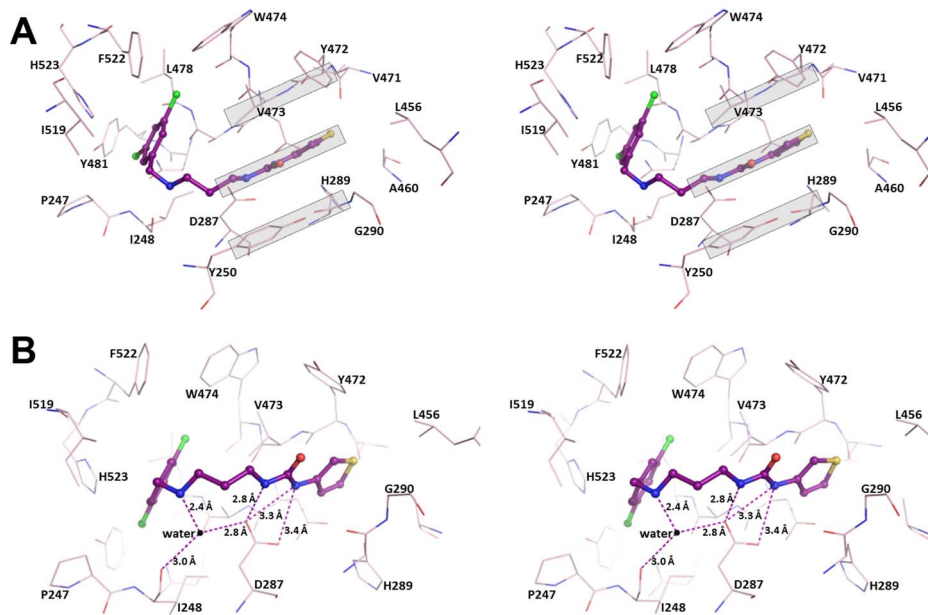 A
W474
W474
F522
Y472
F522
Y472
H523
L478
V471
H523
L478
V471
L456
L456
V473
V473
I519
I519
Y481
Y481
H289
A460
H289
A460
P247
P247
D287
D287
I248
G290
I248
G290
Y250
Y250
B
F522
F522
W474
Y472
W474
Y472
I519
V473
L456
I519
V473
L456
H523
H523
2.8 Å
2.8 Å
G290
G290
2.4 Å
3.3 Å
2.4 Å
3.3 Å
water
2.8 Å
3.4 Å
water
2.8 Å
3.4 Å
3.0 Å
3.0 Å
P247
D287
H289
P247
D287
H289
I248
I248